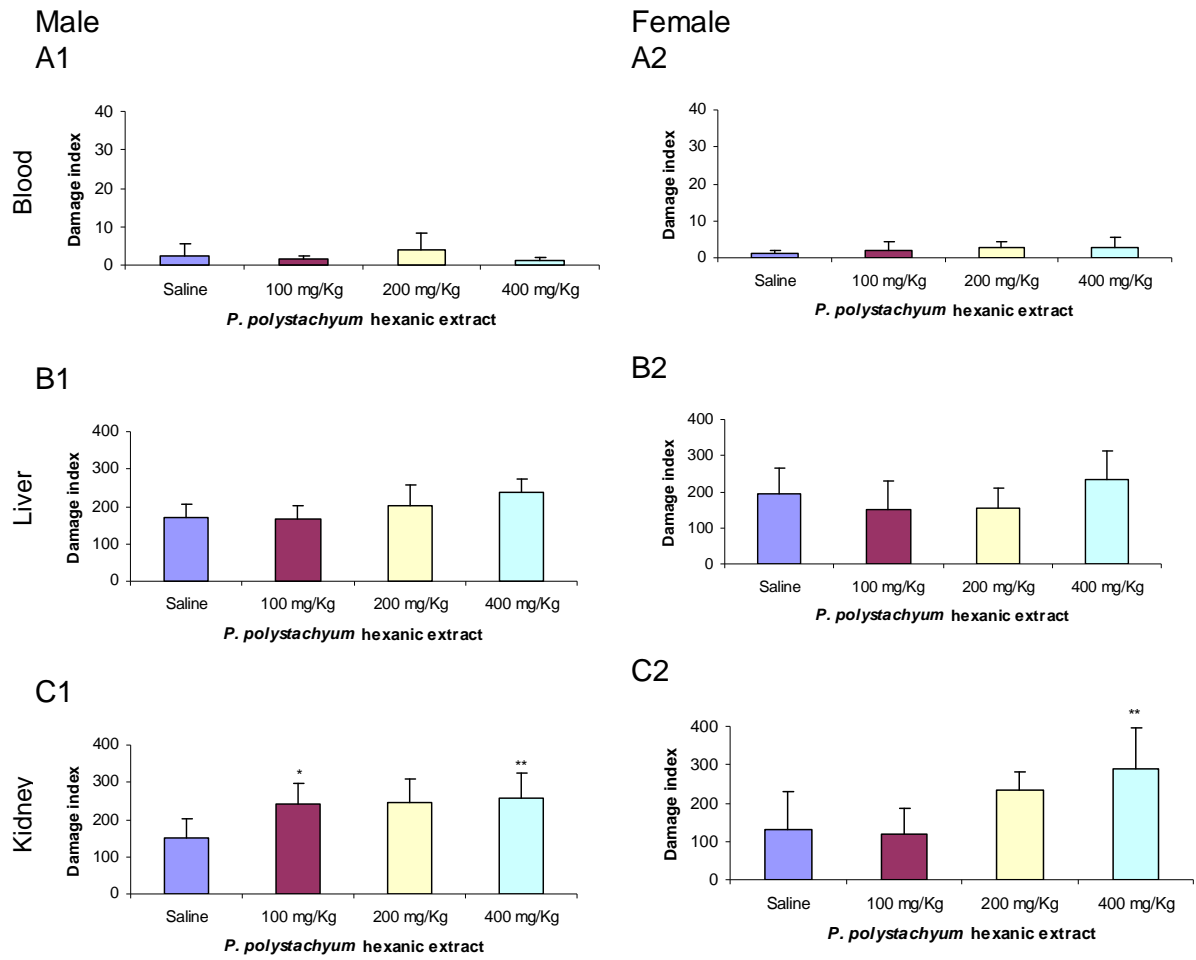 Male
Female
A1
A2
Blood
Damage index
40
30
20
10
0
Saline
100 mg/Kg
200 mg/Kg
400 mg/Kg
P. polystachyum hexanic extract
Damage index
40
30
20
10
0
Saline
100 mg/Kg
200 mg/Kg
400 mg/Kg
P. polystachyum hexanic extract
B1
B2
Liver
Damage index
400
300
200
100
0
Saline
100 mg/Kg
200 mg/Kg
400 mg/Kg
P. polystachyum hexanic extract
Damage index
400
300
200
100
0
Saline
100 mg/Kg
200 mg/Kg
400 mg/Kg
P. polystachyum hexanic extract
C1
C2
Kidney
Damage index
400
300
200
100
0
*
**
Saline
100 mg/Kg
200 mg/Kg
400 mg/Kg
P. polystachyum hexanic extract
Damage index
400
300
200
100
0
**
Saline
100 mg/Kg
200 mg/Kg
400 mg/Kg
P. polystachyum hexanic extract